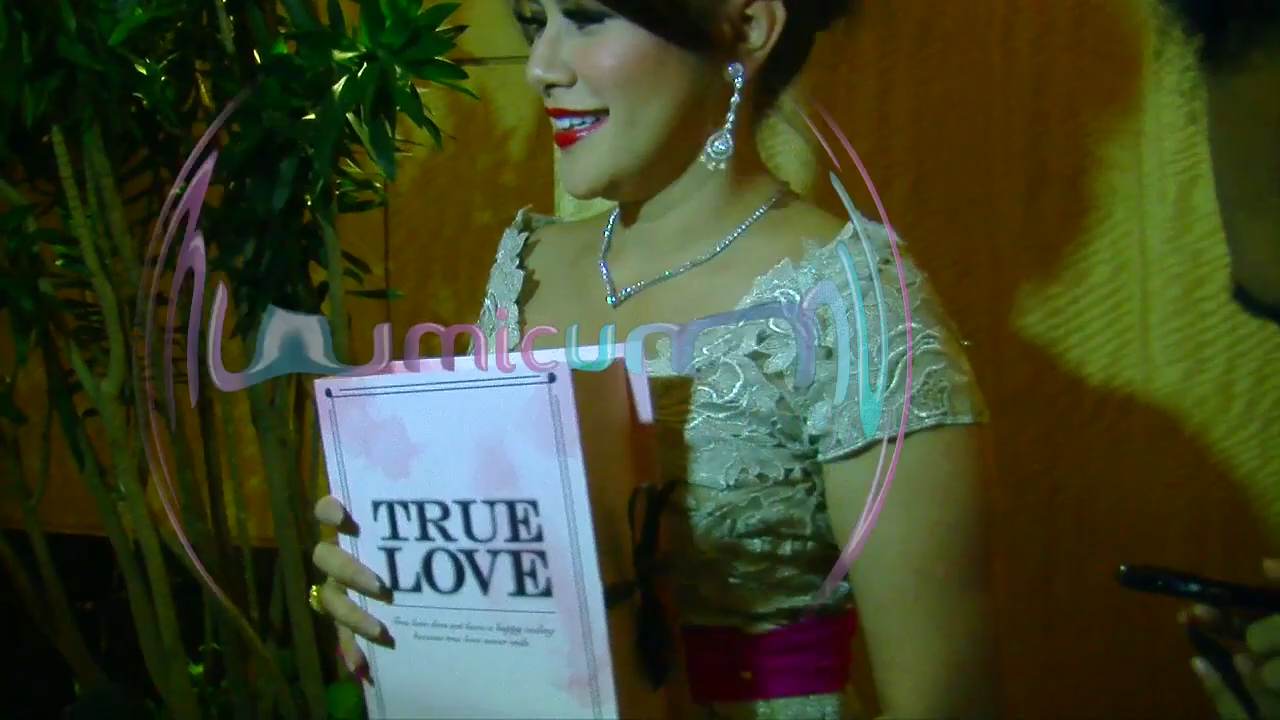 umicum
TRUE
LOVE
True love does not have a happy ending
because true love never ends.